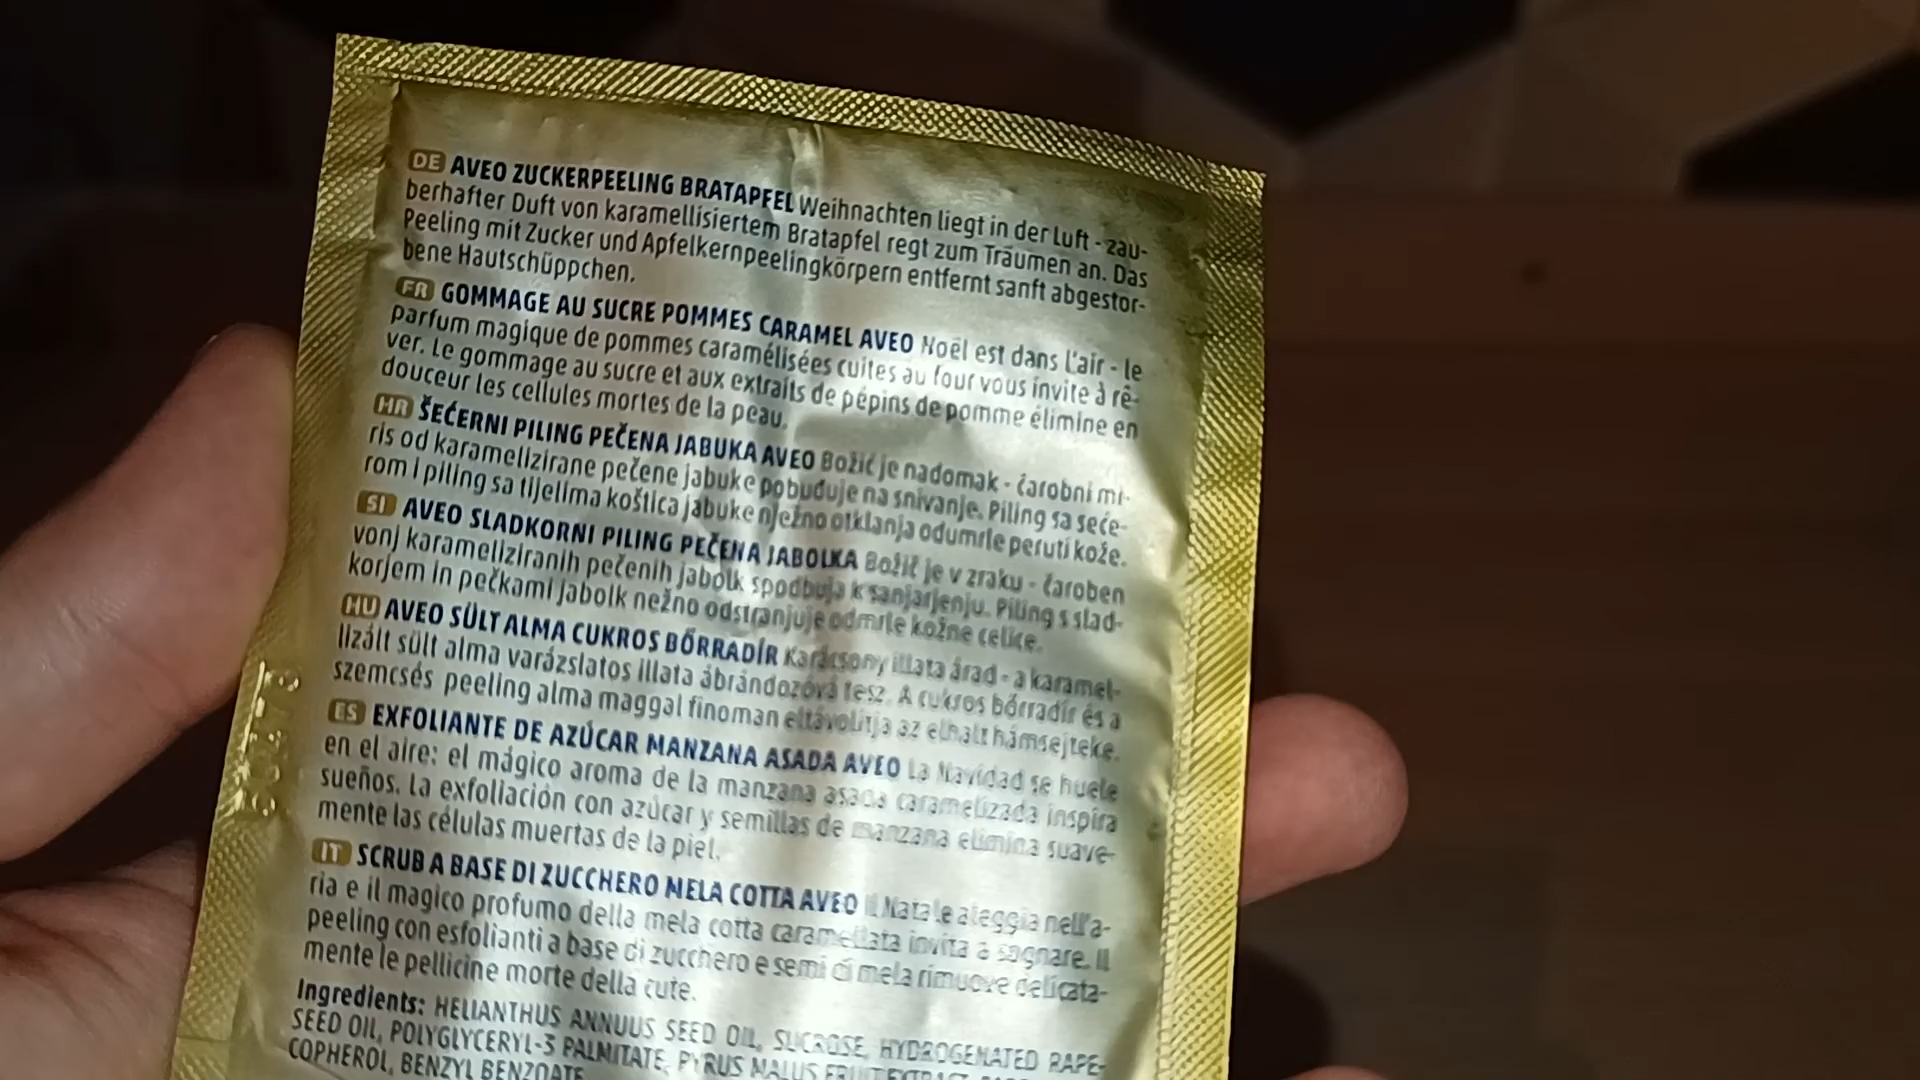 DE AVEO ZUCKERPEELING BRATAPFEL Weihnachten liegt in der Luft - zau-
berhafter Duft von karamellisiertem Bratapfel regt zum Träumen an. Das
Peeling mit Zucker und Apfelkernpeelingkörpern entfernt sanft abgestor-
bene Hautschüppchen.
FR GOMMAGE AU SUCRE POMMES CARAMEL AVEO Noël est dans l'air - le
parfum magique de pommes caramélisées cuites au four vous invite à rê-
ver. Le gommage au sucre et aux extraits de pépins de pomme élimine en
douceur les cellules mortes de la peau.
HR ŠEĆERNI PILING PEČENA JABUKA AVEO Božić je nadomak - čarobni mi-
ris od karamelizirane pečene jabuke pobuđuje na snivanje. Piling sa šeće-
rom i piling sa tijelima koštica jabuke nježno otklanja odumrle peruti kože.
SI AVEO SLADKORNI PILING PEČENA JABOLKA Božič je v zraku - čaroben
vonj karameliziranih pečenih jabolk spodbuja k sanjarjenju. Piling s slad-
korjem in pečkami jabolk nežno odstranjuje odmrle kožne celice.
HU AVEO SÜLT ALMA CUKROS BŐRRADÍR Karácsony illata árad - a karamel-
lizált sült alma varázslatos illata ábrándozóvá tesz. A cukros bőrradír és a
szemcsés peeling alma maggal finoman eltávolítja az elhalt hámsejteke.
ES EXFOLIANTE DE AZÚCAR MANZANA ASADA AVEO La Navidad se huele
en el aire: el mágico aroma de la manzana asada caramelizada inspira
sueños. La exfoliación con azúcar y semillas de manzana elimina suave-
mente las células muertas de la piel.
IT SCRUB A BASE DI ZUCCHERO MELA COTTA AVEO Il Natale aleggia nell'a-
ria e il magico profumo della mela cotta caramellata invita a sognare. Il
peeling con esfolianti a base di zucchero e semi di mela rimuove delicata-
mente le pellicine morte della cute.
Ingredients: HELIANTHUS ANNUUS SEED OIL, SUCROSE, HYDROGENATED RAPE-
SEED OIL, POLYGLYCERYL-3 PALMITATE, PYRUS MALUS FRUIT EXTRACT,
COPHEROL, BENZYL BENZOATE